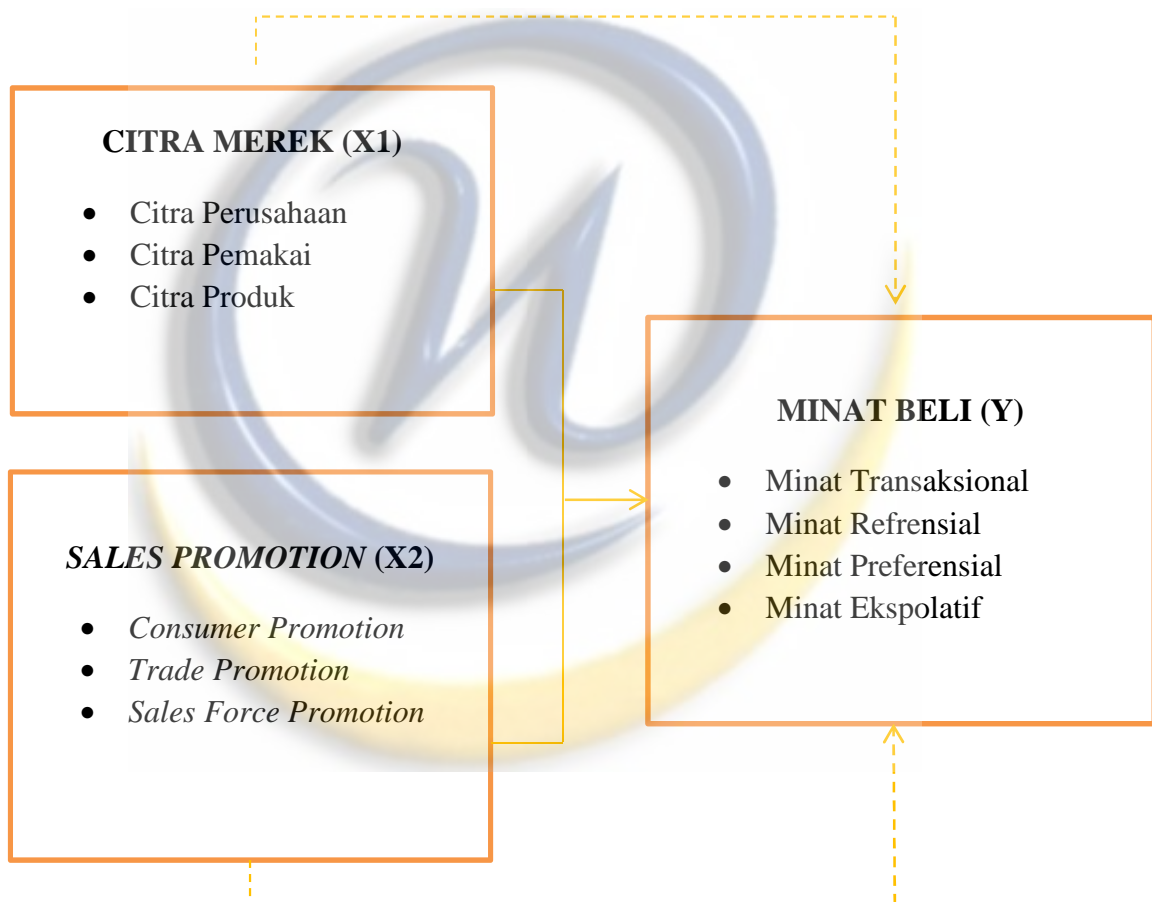 CITRA MEREK (X1)
• Citra Perusahaan
• Citra Pemakai
• Citra Produk
SALES PROMOTION (X2)
• Consumer Promotion
• Trade Promotion
• Sales Force Promotion
MINAT BELI (Y)
• Minat Transaksional
• Minat Refrensial
• Minat Preferensial
• Minat Ekspolatif